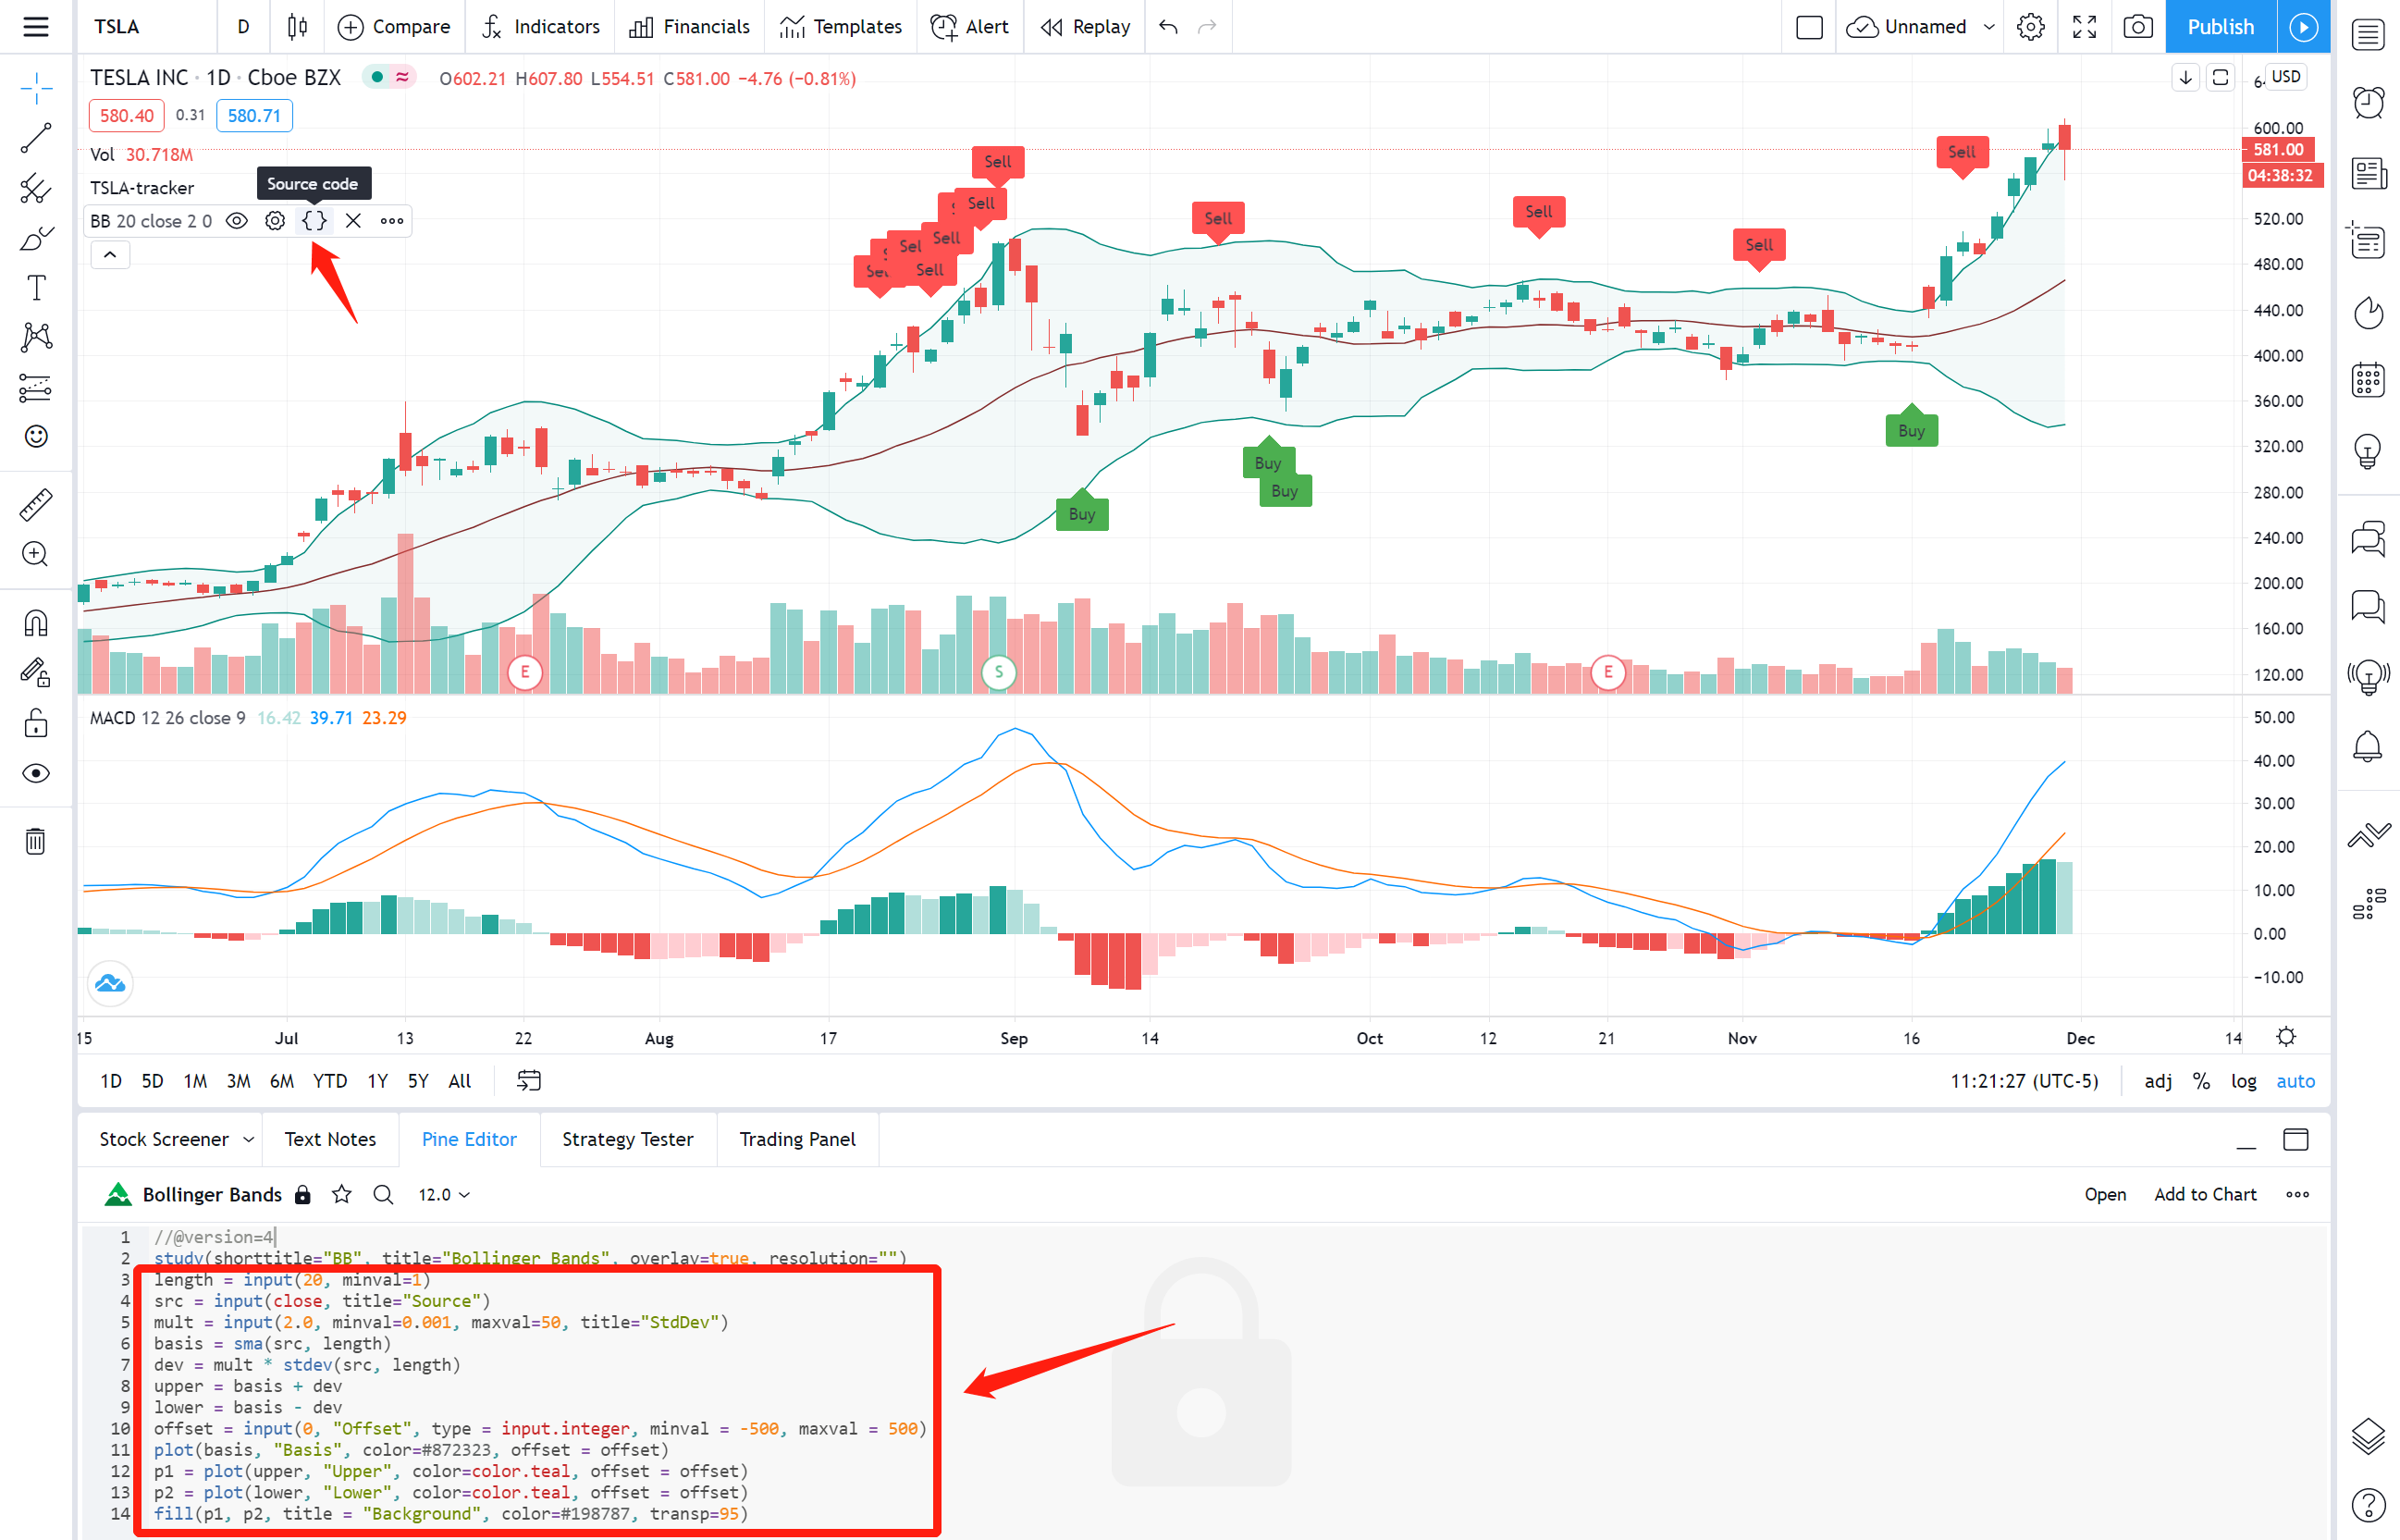 TSLA D Compare Indicators Financials Templates Alert Replay Unnamed Publish
TESLA INC · 1D · Cboe BZX O602.21 H607.80 L554.51 C581.00 −4.76 (−0.81%)
USD
580.40 0.31 580.71
Vol 30.718M
TSLA-tracker
Source code
BB 20 close 2 0
600.00
581.00
04:38:32
520.00
480.00
440.00
400.00
360.00
320.00
280.00
240.00
200.00
160.00
120.00
Sell
Sell
Sell
Sell
Sell
Sell
Sell
Sell
Buy
Buy
Buy
Buy
E
S
E
MACD 12 26 close 9 16.42 39.71 23.29
50.00
40.00
30.00
20.00
10.00
0.00
−10.00
15 Jul 13 22 Aug 17 Sep 14 Oct 12 21 Nov 16 Dec 14
1D 5D 1M 3M 6M YTD 1Y 5Y All 11:21:27 (UTC-5) adj % log auto
Stock Screener Text Notes Pine Editor Strategy Tester Trading Panel
Bollinger Bands 12.0 Open Add to Chart
1 //@version=4
2 study(shorttitle="BB", title="Bollinger Bands", overlay=true, resolution="")
3 length = input(20, minval=1)
4 src = input(close, title="Source")
5 mult = input(2.0, minval=0.001, maxval=50, title="StdDev")
6 basis = sma(src, length)
7 dev = mult * stdev(src, length)
8 upper = basis + dev
9 lower = basis - dev
10 offset = input(0, "Offset", type = input.integer, minval = -500, maxval = 500)
11 plot(basis, "Basis", color=#872323, offset = offset)
12 p1 = plot(upper, "Upper", color=color.teal, offset = offset)
13 p2 = plot(lower, "Lower", color=color.teal, offset = offset)
14 fill(p1, p2, title = "Background", color=#198787, transp=95)